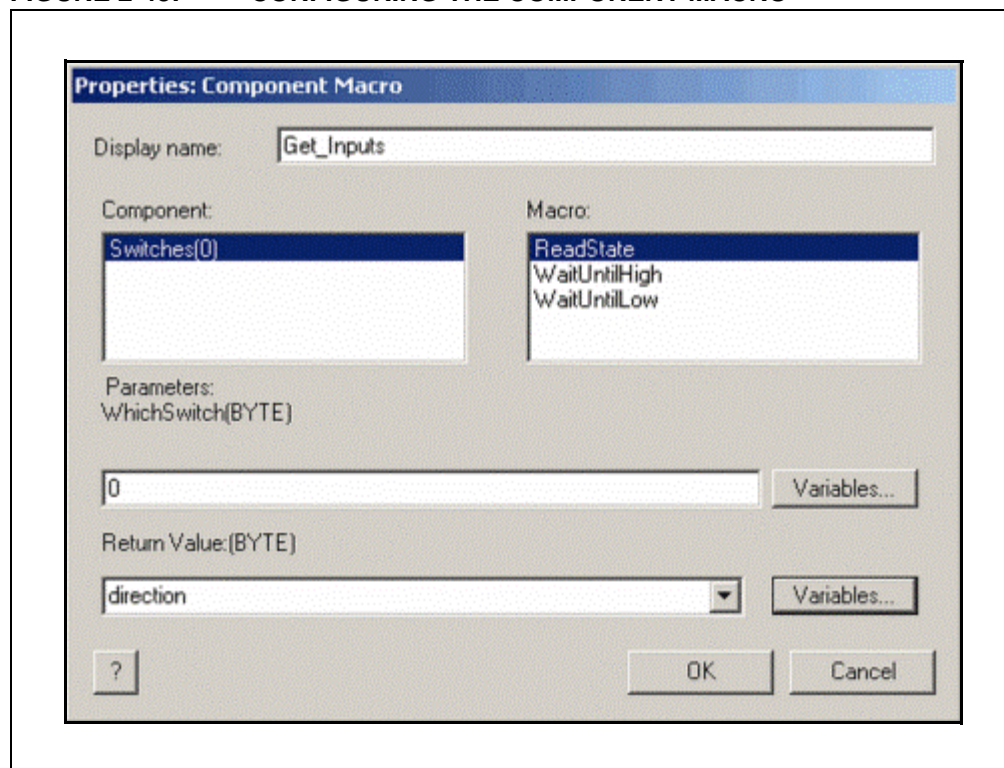 Properties: Component Macro
Display name: Get_Inputs
Component: Macro:
Switches(0) ReadState
WaitUntilHigh
WaitUntilLow
Parameters:
WhichSwitch(BYTE)
0 Variables...
Return Value:(BYTE)
direction Variables...
? OK Cancel